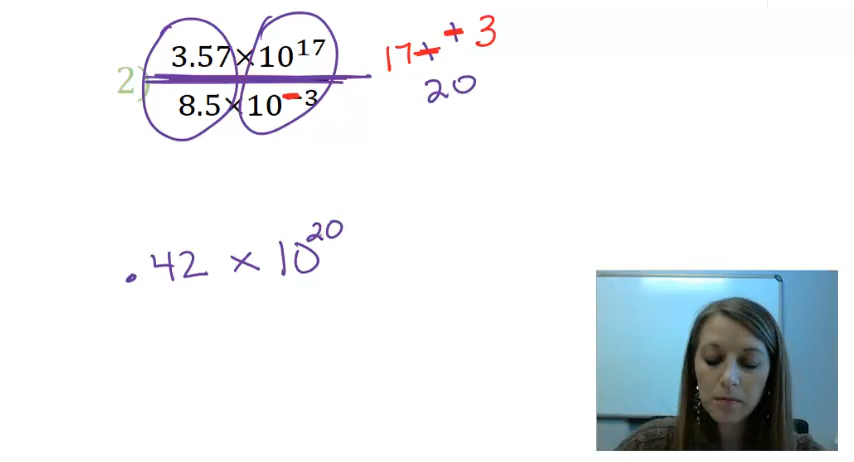 2) 3.57 × 10^17 17 + + 3
8.5 × 10^-3 20
.42 × 10^20